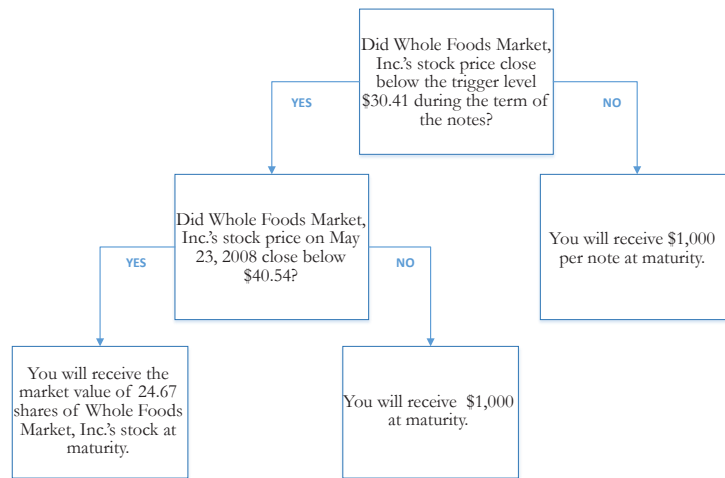 Did Whole Foods Market,
Inc.’s stock price close
below the trigger level
$30.41 during the term of
the notes?
YES
NO
Did Whole Foods Market,
Inc.’s stock price on May
23, 2008 close below
$40.54?
You will receive $1,000
per note at maturity.
YES
NO
You will receive the
market value of 24.67
shares of Whole Foods
Market, Inc.’s stock at
maturity.
You will receive  $1,000
at maturity.